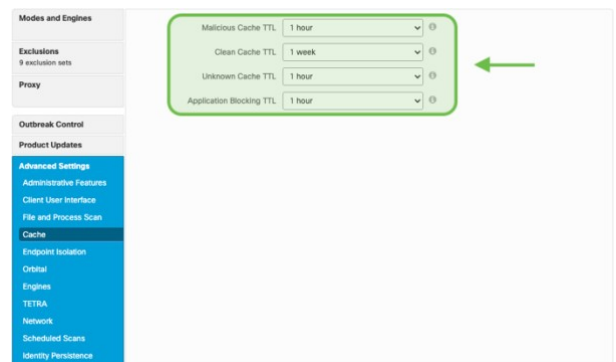 Modes and Engines
Exclusions
9 exclusion sets
Proxy
Outbreak Control
Product Updates
Advanced Settings
Administrative Features
Client User Interface
File and Process Scan
Cache
Endpoint Isolation
Orbital
Engines
TETRA
Network
Scheduled Scans
Identity Persistence
Malicious Cache TTL 1 hour
Clean Cache TTL 1 week
Unknown Cache TTL 1 hour
Application Blocking TTL 1 hour